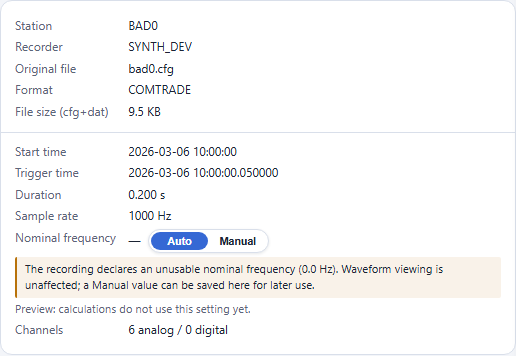 Station BAD0
Recorder SYNTH_DEV
Original file bad0.cfg
Format COMTRADE
File size (cfg+dat) 9.5 KB
Start time 2026-03-06 10:00:00
Trigger time 2026-03-06 10:00:00.050000
Duration 0.200 s
Sample rate 1000 Hz
Nominal frequency — Auto Manual
The recording declares an unusable nominal frequency (0.0 Hz). Waveform viewing is
unaffected; a Manual value can be saved here for later use.
Preview: calculations do not use this setting yet.
Channels 6 analog / 0 digital